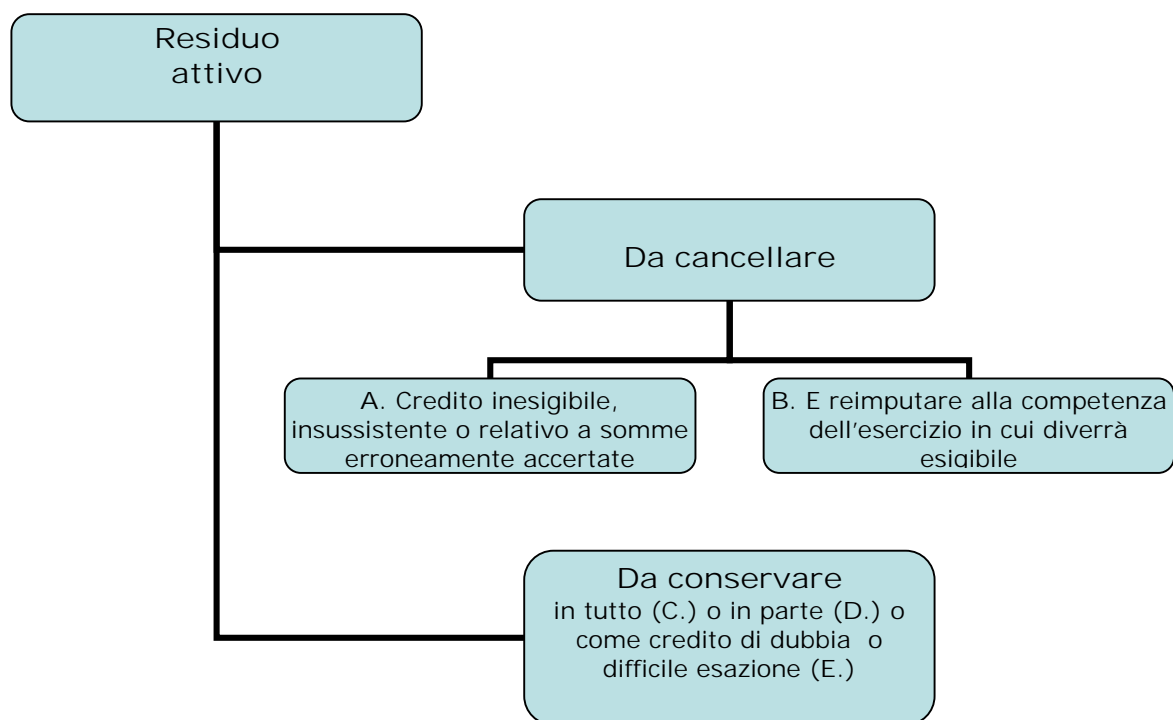 Residuo
attivo
Da cancellare
A. Credito inesigibile,
insussistente o relativo a somme
erroneamente accertate
B. E reimputare alla competenza
dell'esercizio in cui diverrà
esigibile
Da conservare
in tutto (C.) o in parte (D.) o
come credito di dubbia o
difficile esazione (E.)